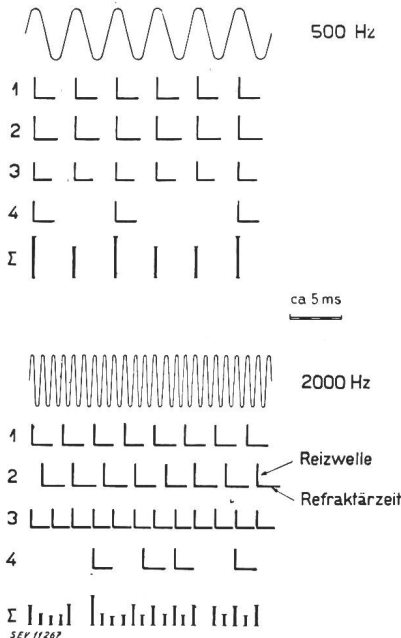 500 Hz
1
2
3
4
Σ
ca 5 ms
2000 Hz
1
Reizwelle
2
Refraktärzeit
3
4
Σ
SEV 11267